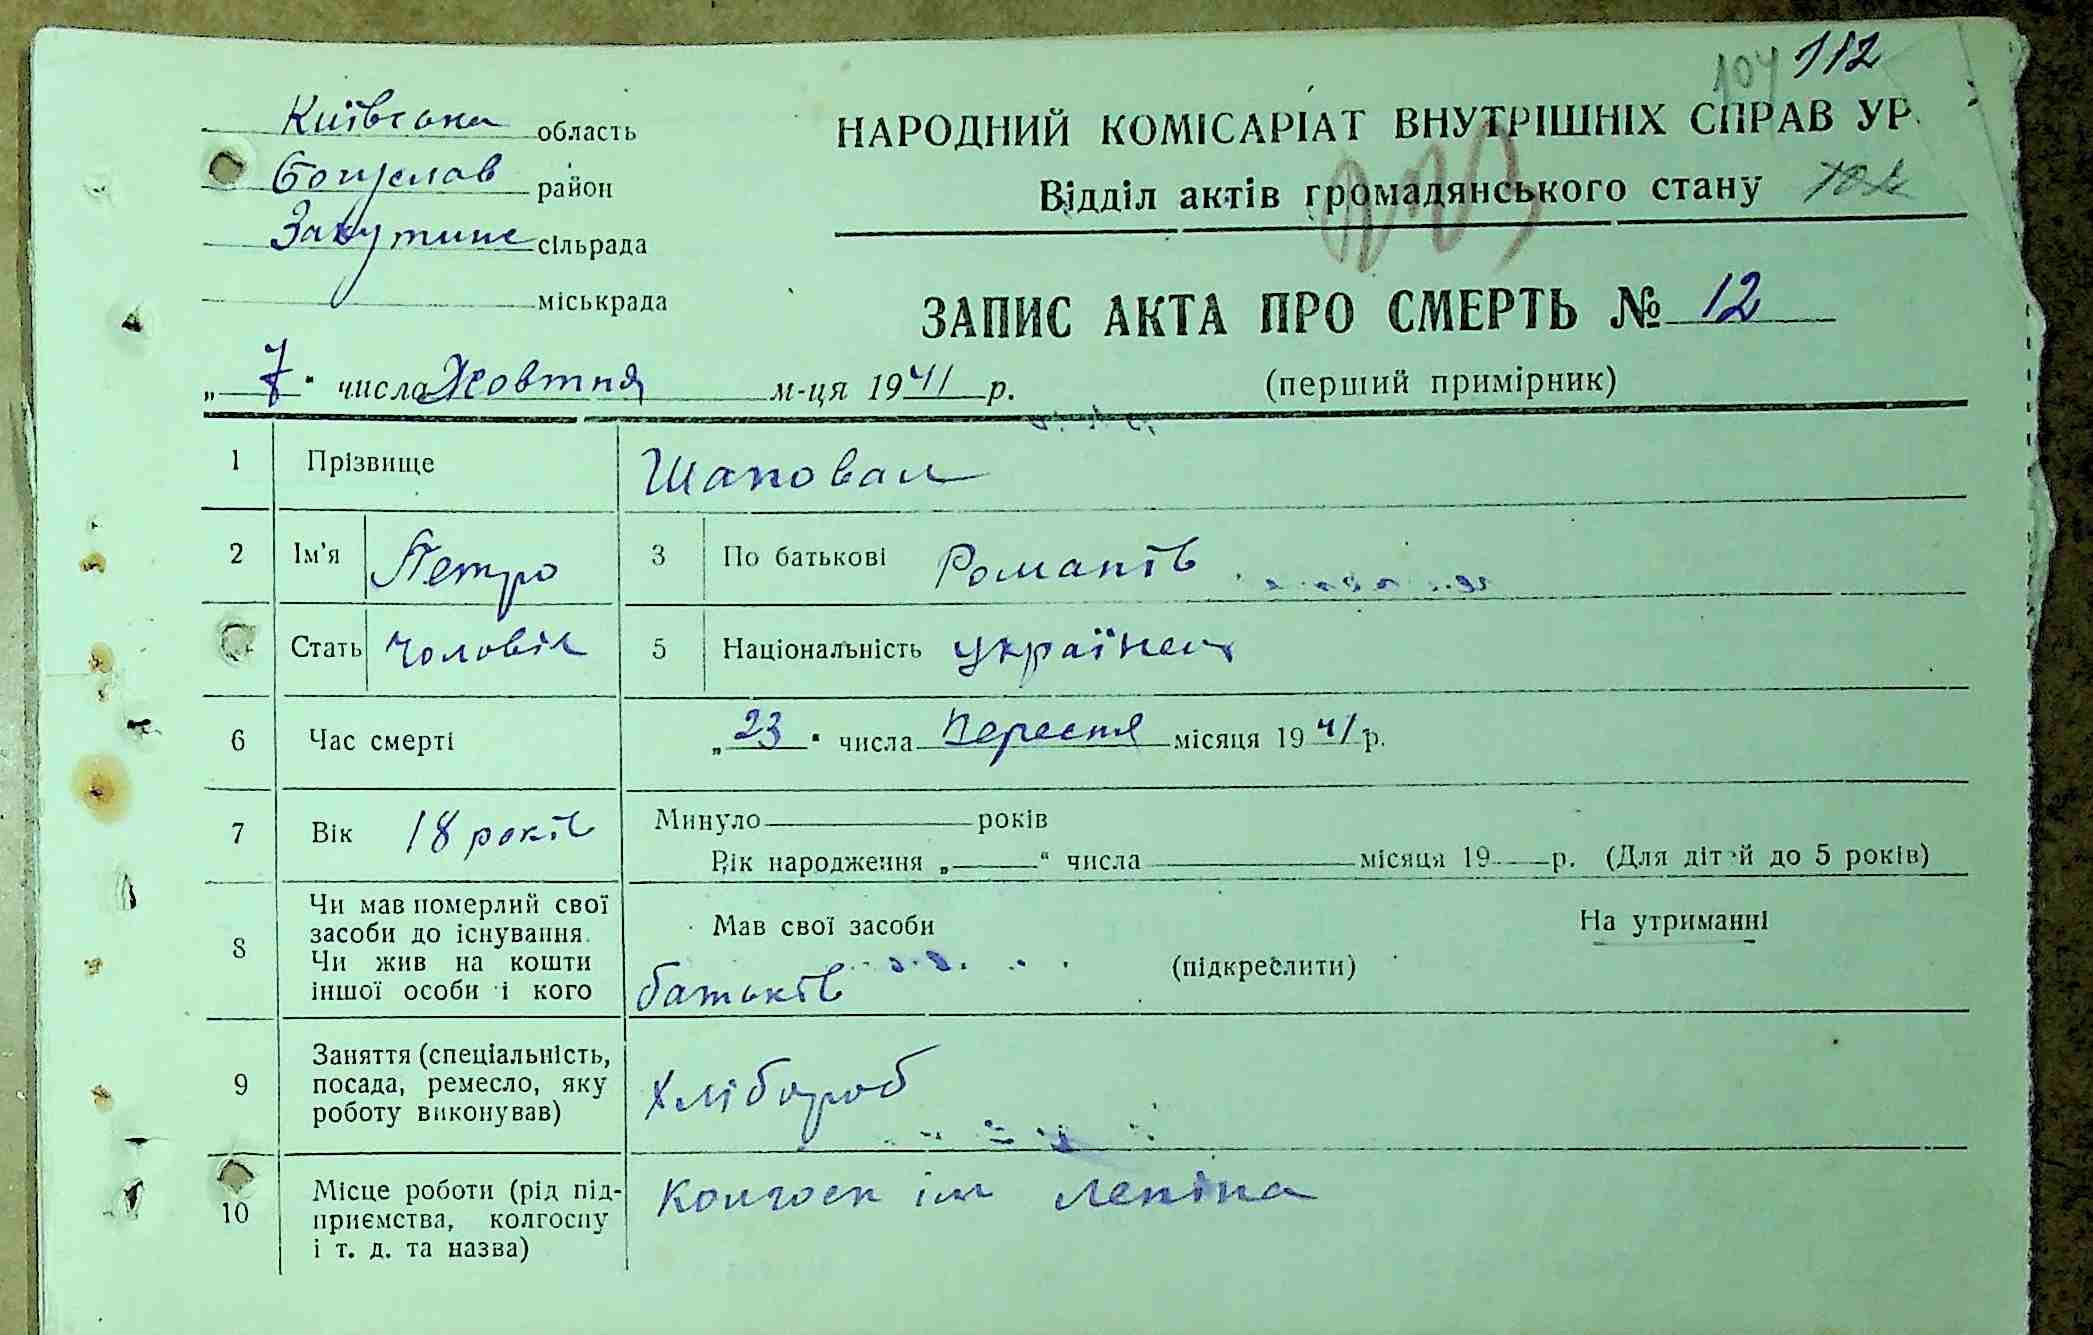 104 112
Київська область
НАРОДНИЙ КОМІСАРІАТ ВНУТРІШНІХ СПРАВ УР
Богуслав район
Відділ актів громадянського стану
Закутине сільрада
міськрада
ЗАПИС АКТА ПРО СМЕРТЬ № 12
„7“ числа Жовтня м-ця 1941 р.
(перший примірник)
1 Прізвище Шаповал
2 Ім'я Петро 3 По батькові Романів
Стать чоловік 5 Національність українец
6 Час смерті „23“ числа Вересня місяця 1941 р.
7 Вік 18 років Минуло років
Рік народження „ “ числа місяця 19 р. (Для дітей до 5 років)
8 Чи мав померлий свої
засоби до існування.
Чи жив на кошти
іншої особи і кого
Мав свої засоби На утриманні
(підкреслити)
батьків
9 Заняття (спеціальність,
посада, ремесло, яку
роботу виконував)
Хлібороб
10 Місце роботи (рід під-
приємства, колгоспу
і т. д. та назва)
Колгосп ім Леніна